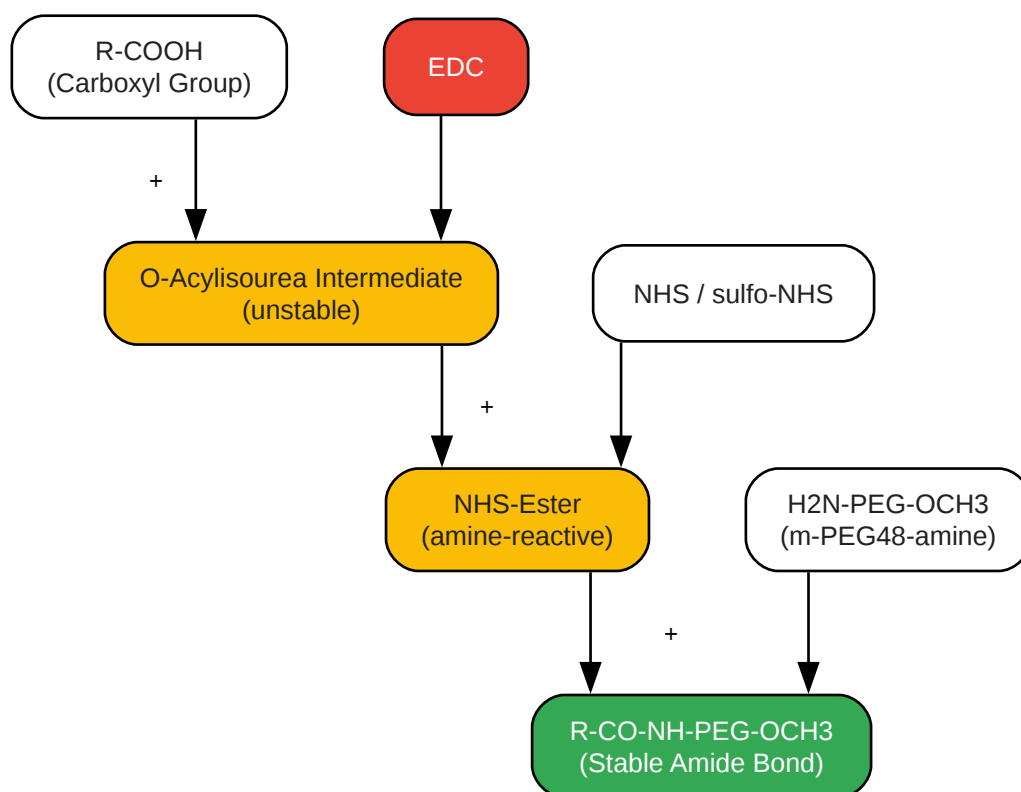 R-COOH
(Carboxyl Group)
EDC
+
O-Acylisourea Intermediate
(unstable)
NHS / sulfo-NHS
+
NHS-Ester
(amine-reactive)
H2N-PEG-OCH3
(m-PEG48-amine)
+
R-CO-NH-PEG-OCH3
(Stable Amide Bond)